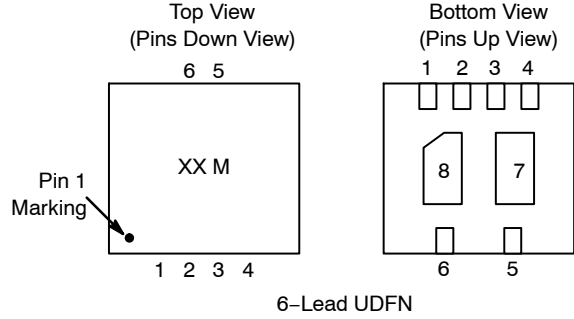 Top View
(Pins Down View)
6 5
XX M
Pin 1
Marking
1 2 3 4
Bottom View
(Pins Up View)
1 2 3 4
8 7
6 5
6–Lead UDFN